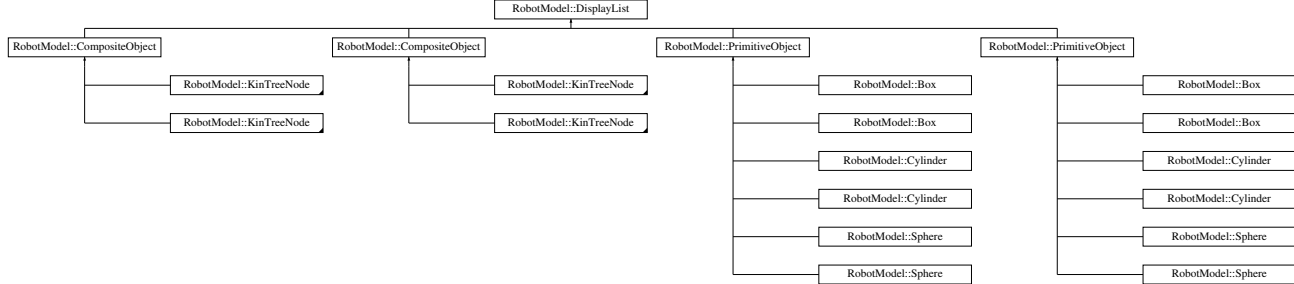 RobotModel::DisplayList
RobotModel::CompositeObject RobotModel::CompositeObject RobotModel::PrimitiveObject RobotModel::PrimitiveObject
RobotModel::KinTreeNode RobotModel::KinTreeNode RobotModel::Box RobotModel::Box
RobotModel::KinTreeNode RobotModel::KinTreeNode RobotModel::Box RobotModel::Box
RobotModel::Cylinder RobotModel::Cylinder
RobotModel::Cylinder RobotModel::Cylinder
RobotModel::Sphere RobotModel::Sphere
RobotModel::Sphere RobotModel::Sphere